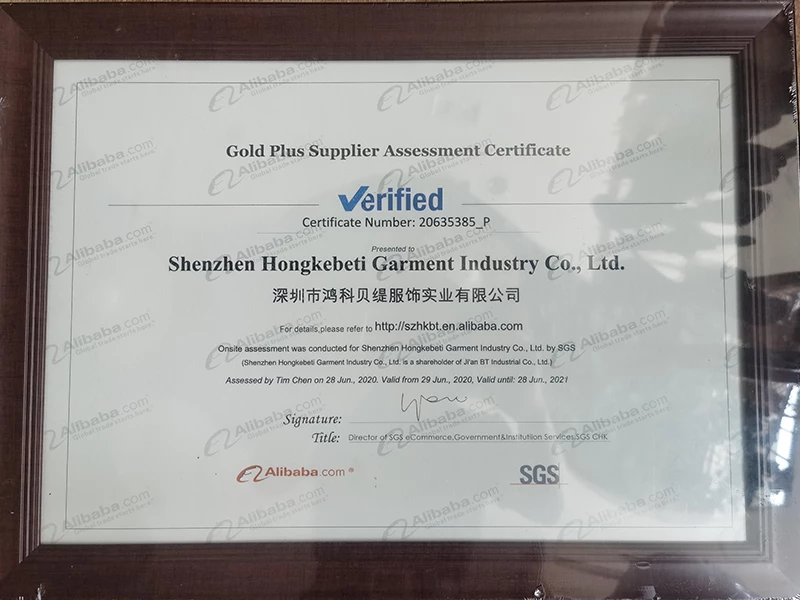 Gold Plus Supplier Assessment Certificate
Verified
Certificate Number: 20635385_P
Presented to
Shenzhen Hongkebeti Garment Industry Co., Ltd.
深圳市鸿科贝缇服饰实业有限公司
For details,please refer to http://szhkbt.en.alibaba.com
Onsite assessment was conducted for Shenzhen Hongkebeti Garment Industry Co., Ltd. by SGS
(Shenzhen Hongkebeti Garment Industry Co., Ltd. is a shareholder of Ji'an BT Industrial Co., Ltd.)
Assessed by Tim Chen on 28 Jun., 2020. Valid from 29 Jun., 2020, Valid until: 28 Jun., 2021
Signature:
Title: Director of SGS eCommerce,Government&Institutiion Services,SGS CHK
Alibaba.com®
SGS